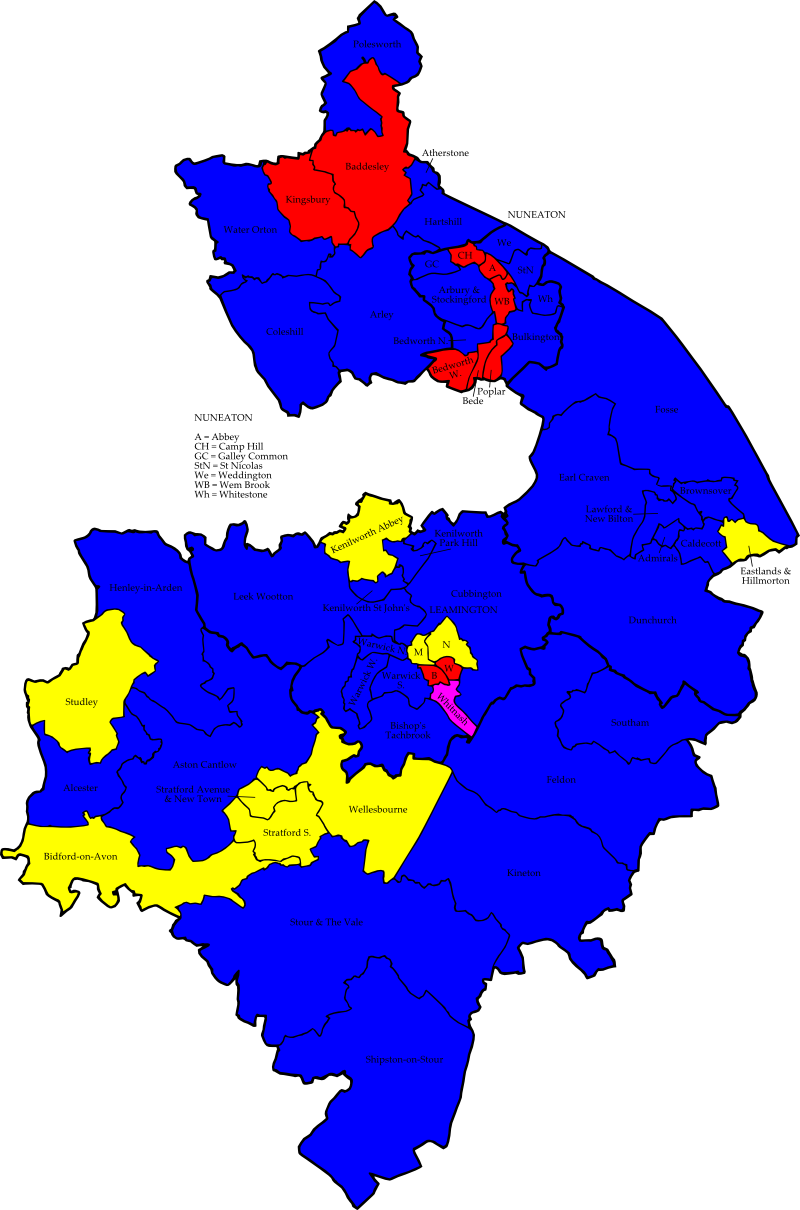 Polesworth
Atherstone
Baddesley
Kingsbury
NUNEATON
Hartshill
Water Orton
We
CH
GC
A
StN
Arbury &
Stockingford
WB
Wh
Arley
Coleshill
Bedworth N.
Bulkington
Bedworth
W.
Poplar
Bede
Fosse
NUNEATON
A = Abbey
CH = Camp Hill
GC = Galley Common
StN = St Nicolas
We = Weddington
WB = Wem Brook
Wh = Whitestone
Earl Craven
Brownsover
Lawford &
New Bilton
Caldecott
Admirals
Eastlands &
Hillmorton
Kenilworth Abbey
Kenilworth
Park Hill
Henley-in-Arden
Leek Wootton
Cubbington
Kenilworth St John's
LEAMINGTON
Dunchurch
Warwick N.
M
N
Warwick W.
Warwick
S.
B
W
Whitnash
Studley
Bishop's
Tachbrook
Southam
Aston Cantlow
Feldon
Alcester
Stratford Avenue
& New Town
Wellesbourne
Stratford S.
Bidford-on-Avon
Kineton
Stour & The Vale
Shipston-on-Stour